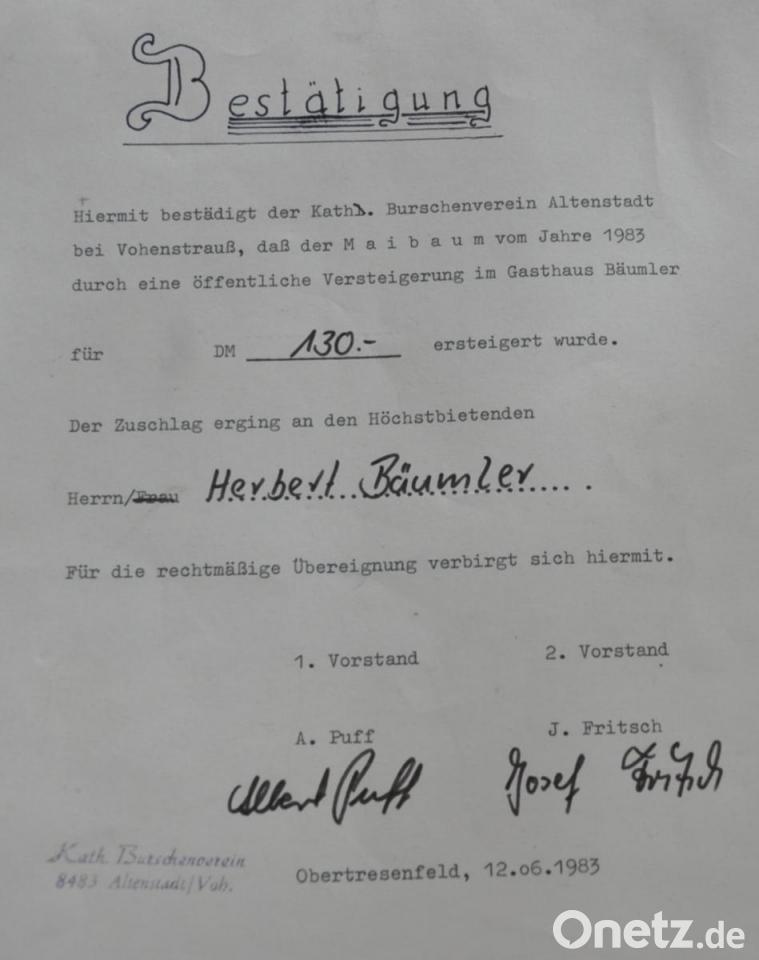 Bestätigung
Hiermit bestädigt der Kath. Burschenverein Altenstadt
bei Vohenstrauß, daß der M a i b a u m vom Jahre 1983
durch eine öffentliche Versteigerung im Gasthaus Bäumler
für DM 130.- ersteigert wurde.
Der Zuschlag erging an den Höchstbietenden
Herrn/Frau Herbert Bäumler
Für die rechtmäßige Übereignung verbirgt sich hiermit.
1. Vorstand 2. Vorstand
A. Puff J. Fritsch
Albert Puff Josef Fritsch
Kath. Burschenverein
8483 Altenstadt/Voh.
Obertresenfeld, 12.o6.1983
Onetz.de